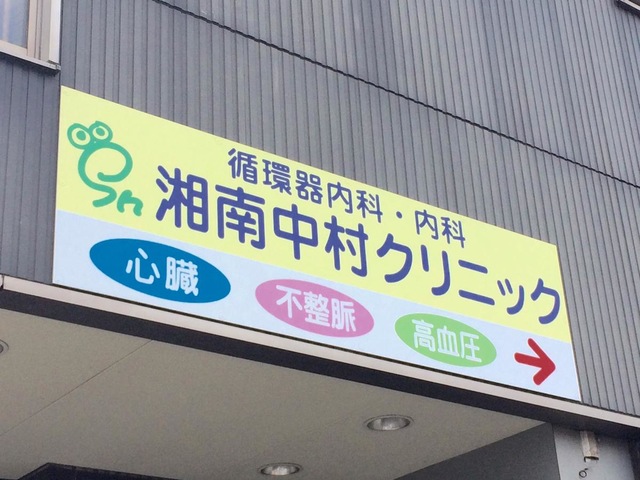 循環器内科・内科
湘南中村クリニック
心臓
不整脈
高血圧